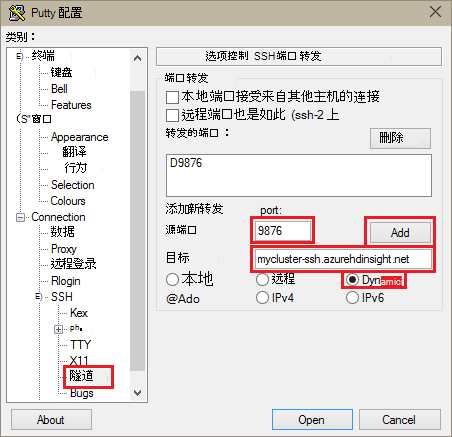 Putty 配置
类别：
终端
键盘
Bell
Features
(S"窗口
Appearance
翻译
行为
Selection
Colours
Connection
数据
Proxy
远程登录
Rlogin
SSH
Kex
TTY
X11
隧道
Bugs
选项控制 SSH端口转发
端口转发
本地端口接受来自其他主机的连接
远程端口也是如此 (ssh-2 上
转发的端口：
删除
D9876
添加新转发 port:
源端口 9876 Add
目标 mycluster-ssh.azurehdinsight.net
本地 远程 Dynamic
@Ado IPv4 IPv6
About Open Cancel